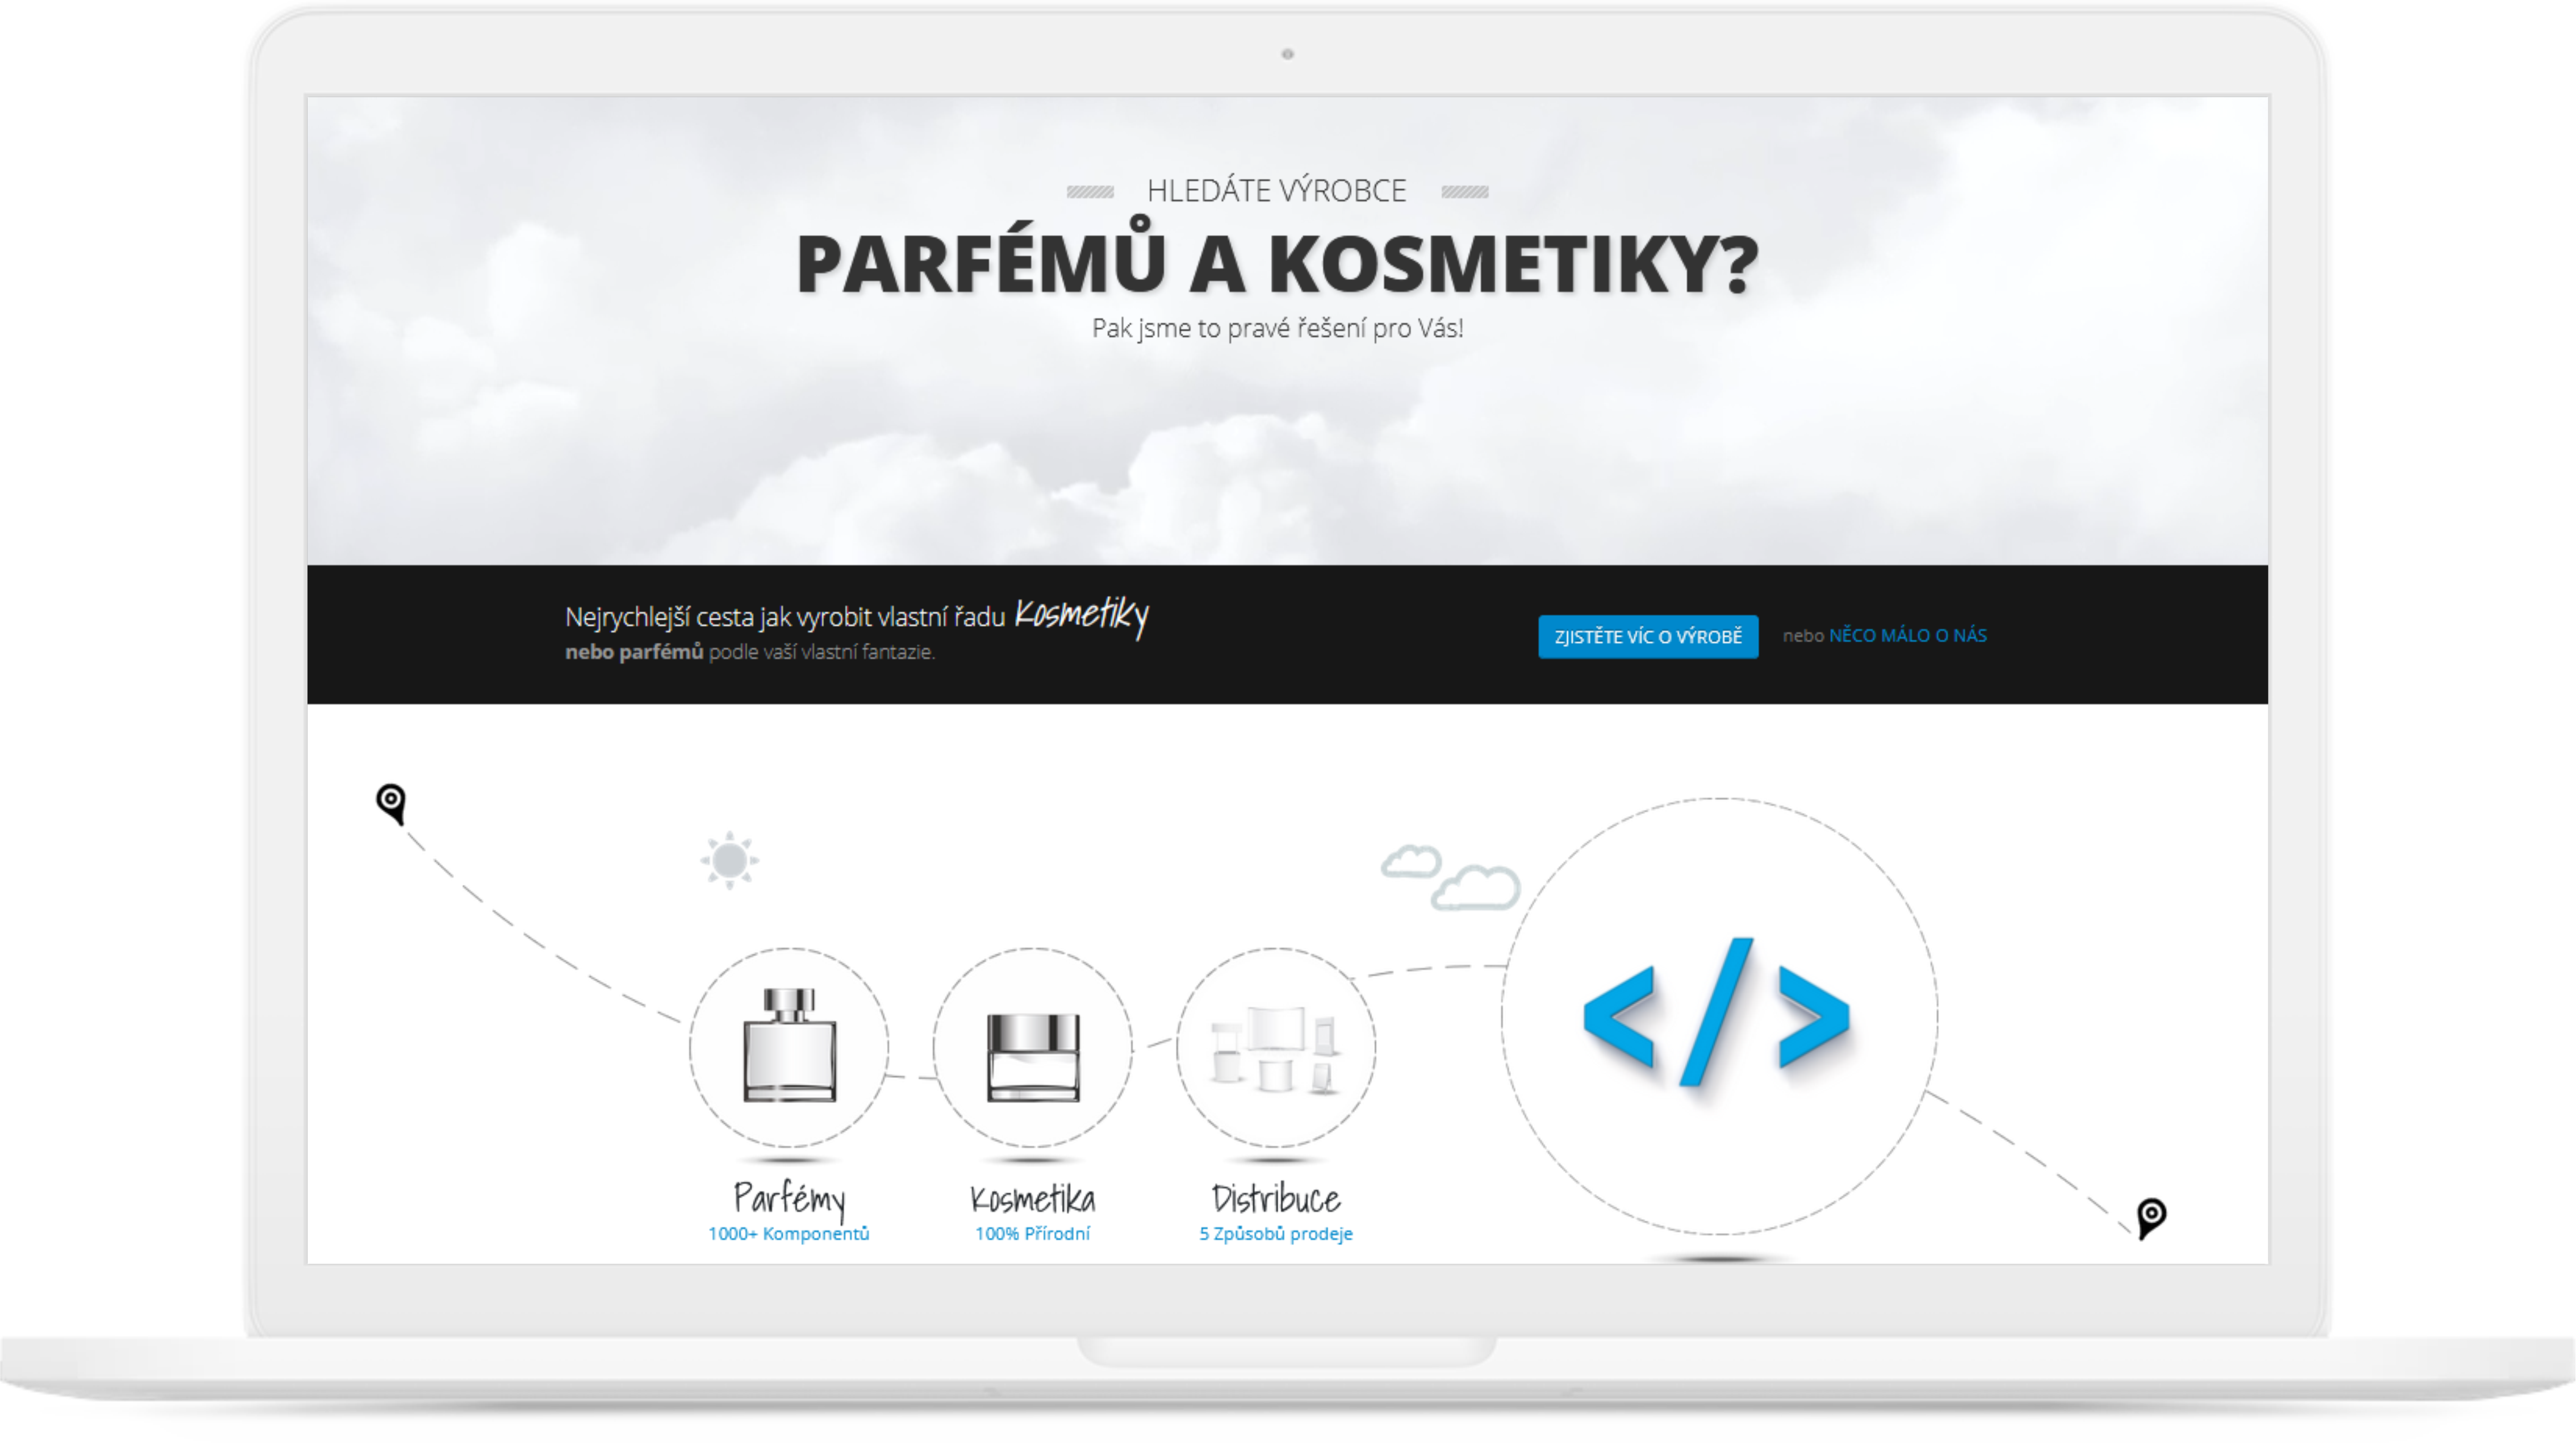 HLEDÁTE VÝROBCE
PARFÉMŮ A KOSMETIKY?
Pak jsme to pravé řešení pro Vás!
Nejrychlejší cesta jak vyrobit vlastní řadu Kosmetiky
nebo parfémů podle vaší vlastní fantazie.
ZJISTĚTE VÍC O VÝROBĚ
nebo NĚCO MÁLO O NÁS
</>
Parfémy
1000+ Komponentů
Kosmetika
100% Přírodní
Distribuce
5 Způsobů prodeje